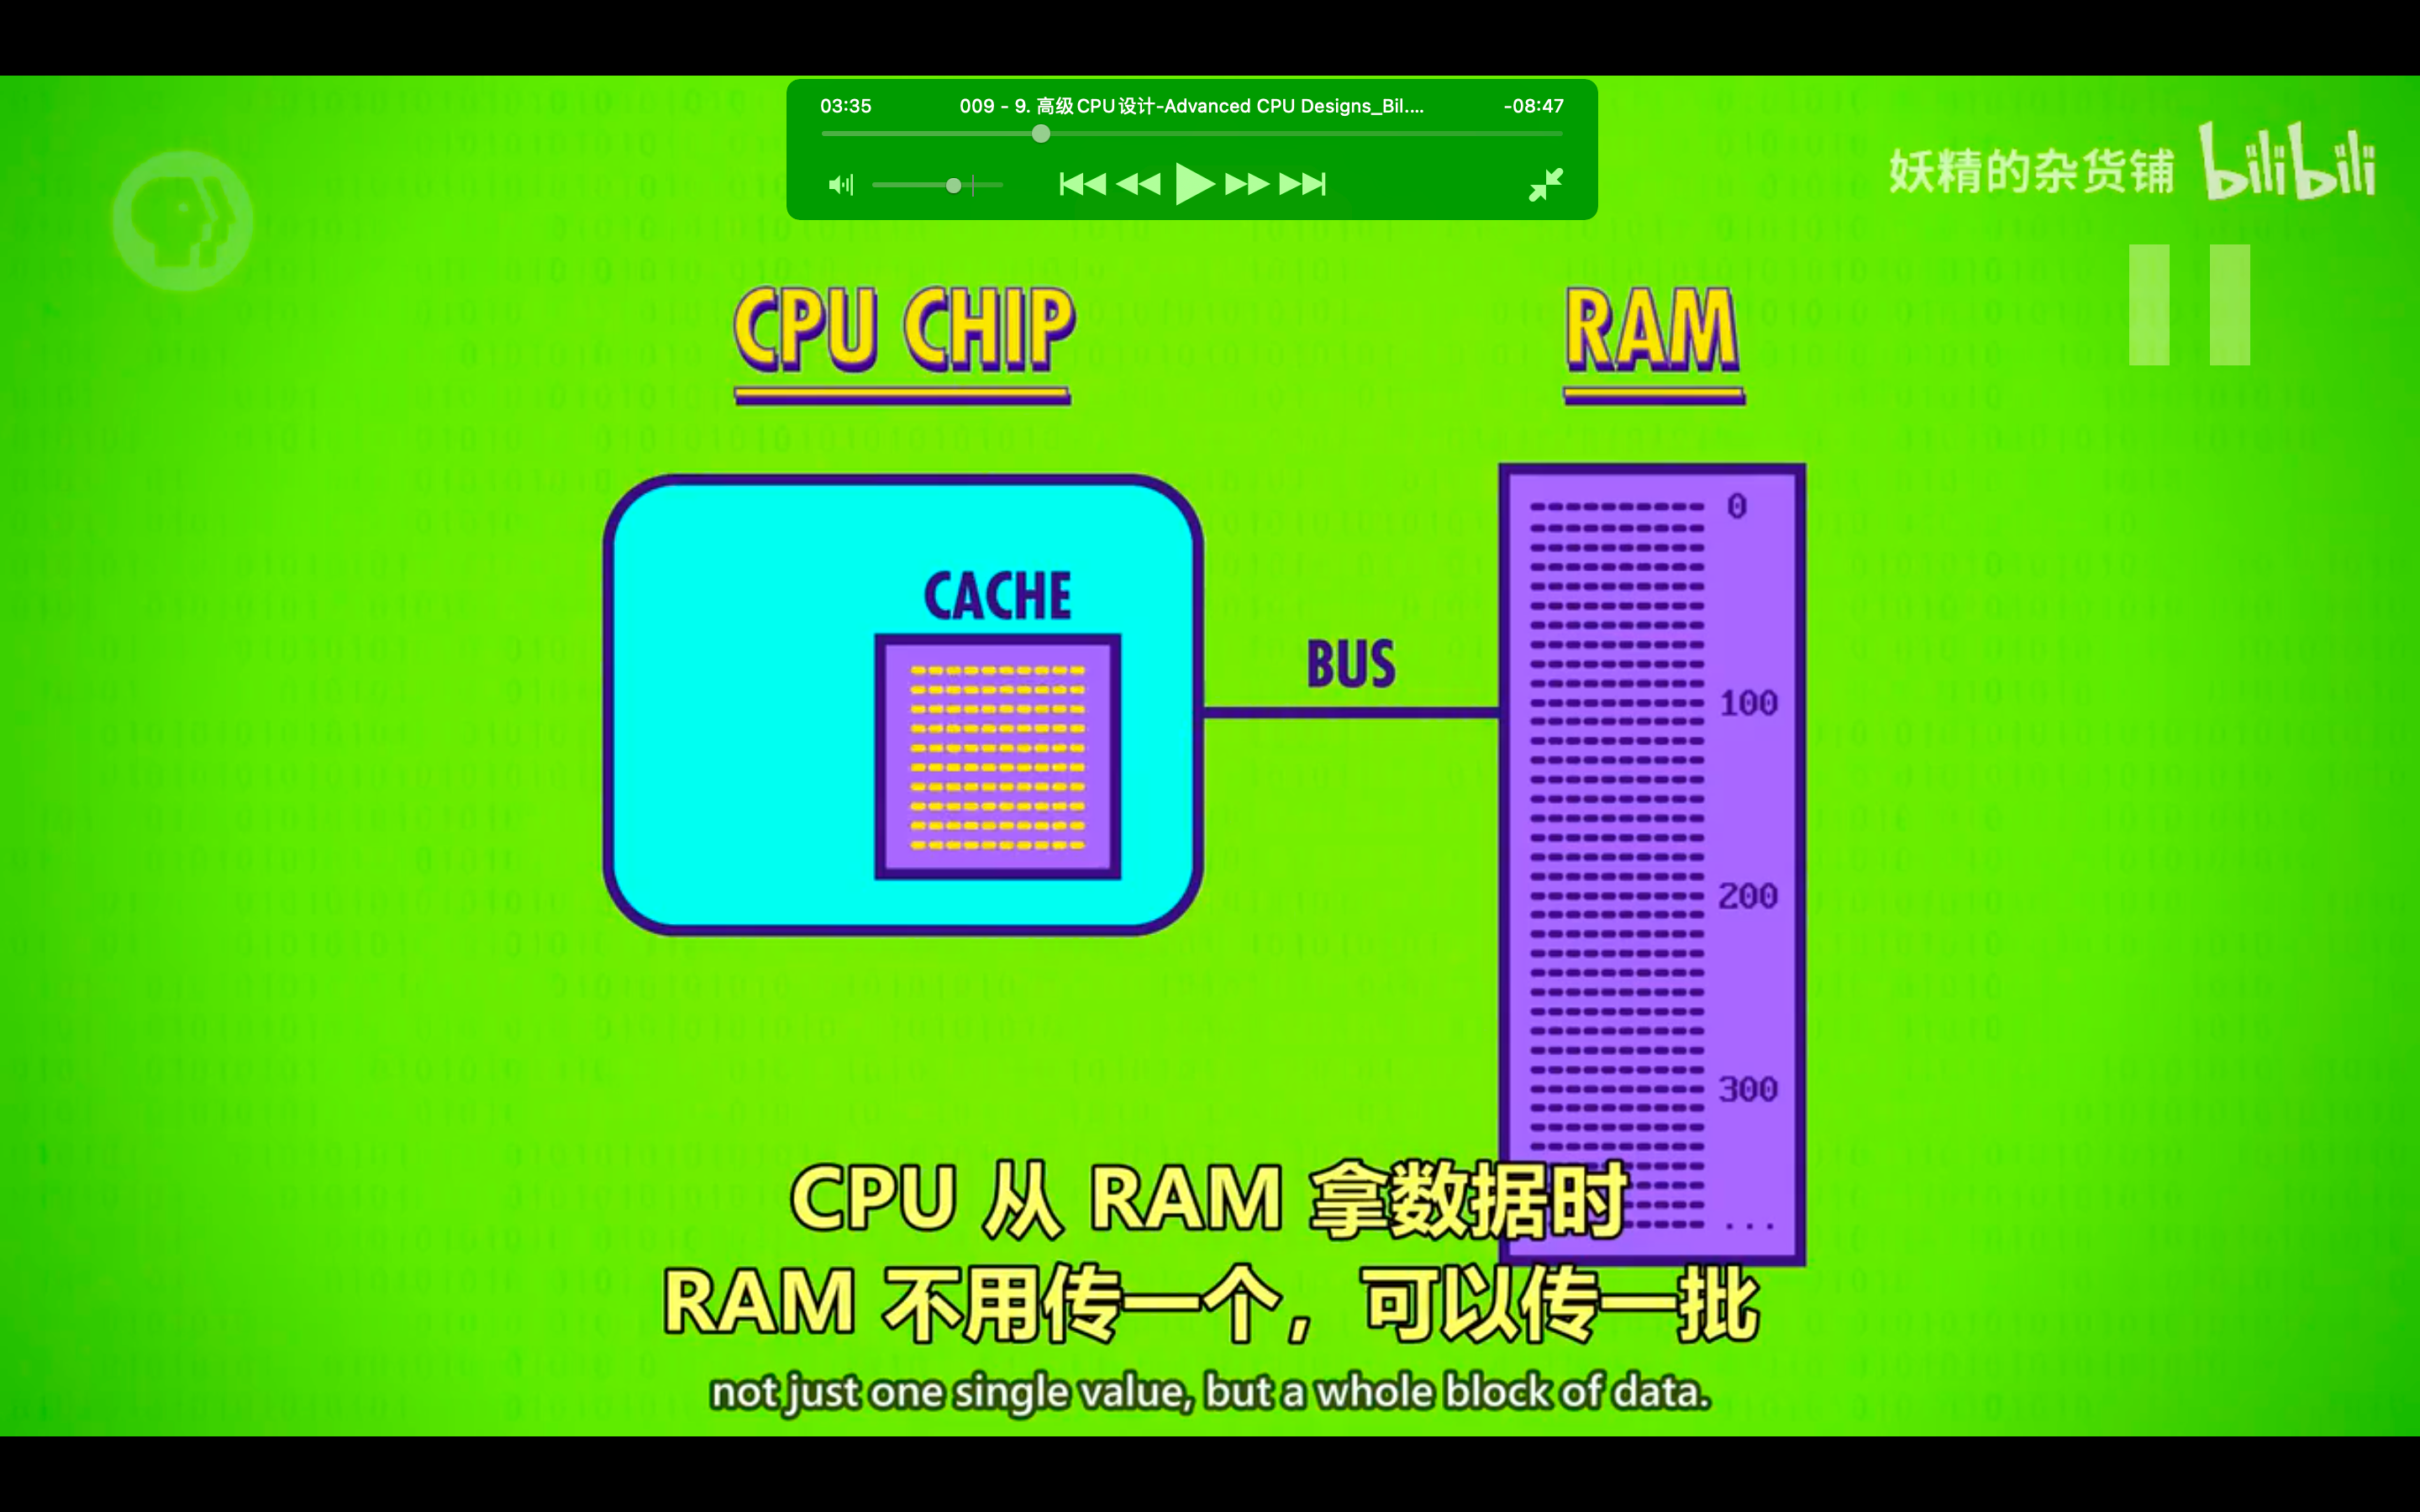 03:35 009 - 9. 高级CPU设计-Advanced CPU Designs_Bil.... -08:47
妖精的杂货铺 bilibili
CPU CHIP
RAM
CACHE
BUS
0
100
200
300
...
CPU 从 RAM 拿数据时
RAM 不用传一个，可以传一批
not just one single value, but a whole block of data.